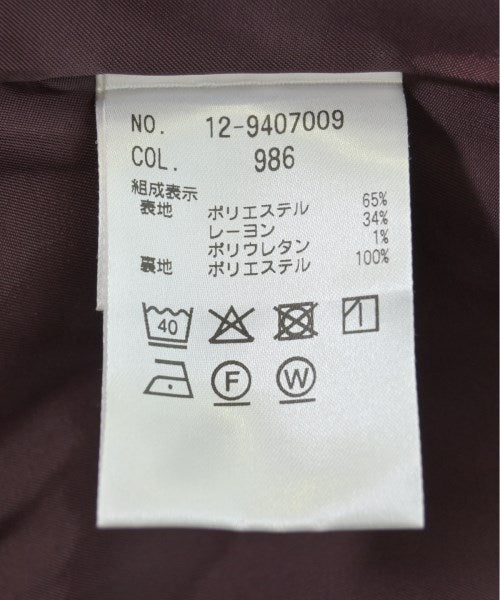 NO. 12-9407009
COL. 986
組成表示
表地 ポリエステル 65%
レーヨン 34%
ポリウレタン 1%
裏地 ポリエステル 100%
40
F W